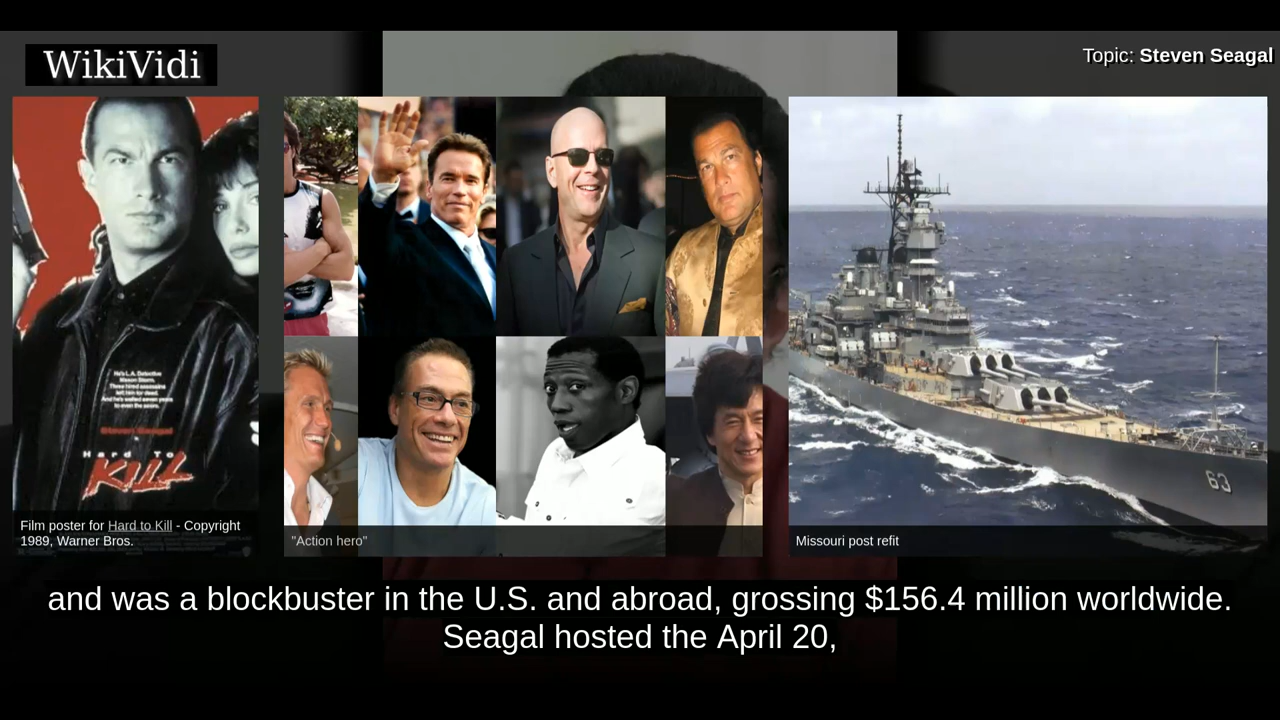 WikiVidi
Topic: Steven Seagal
He's L.A. Detective
Mason Storm.
Three hired assassins
left him for dead.
And he's waited seven years
to even the score.
Steven Seagal
Hard To
KILL
Film poster for Hard to Kill - Copyright
1989, Warner Bros.
"Action hero"
63
Missouri post refit
and was a blockbuster in the U.S. and abroad, grossing $156.4 million worldwide.
Seagal hosted the April 20,